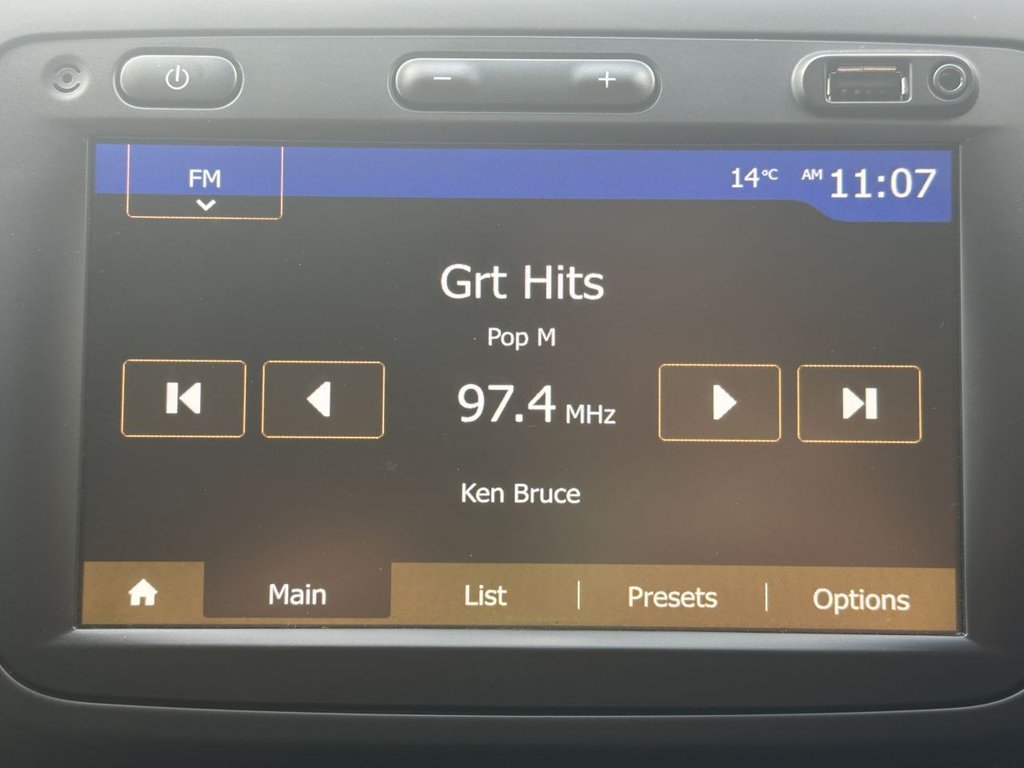 FM
14°C AM 11:07
Grt Hits
Pop M
97.4 MHz
Ken Bruce
Main List Presets Options